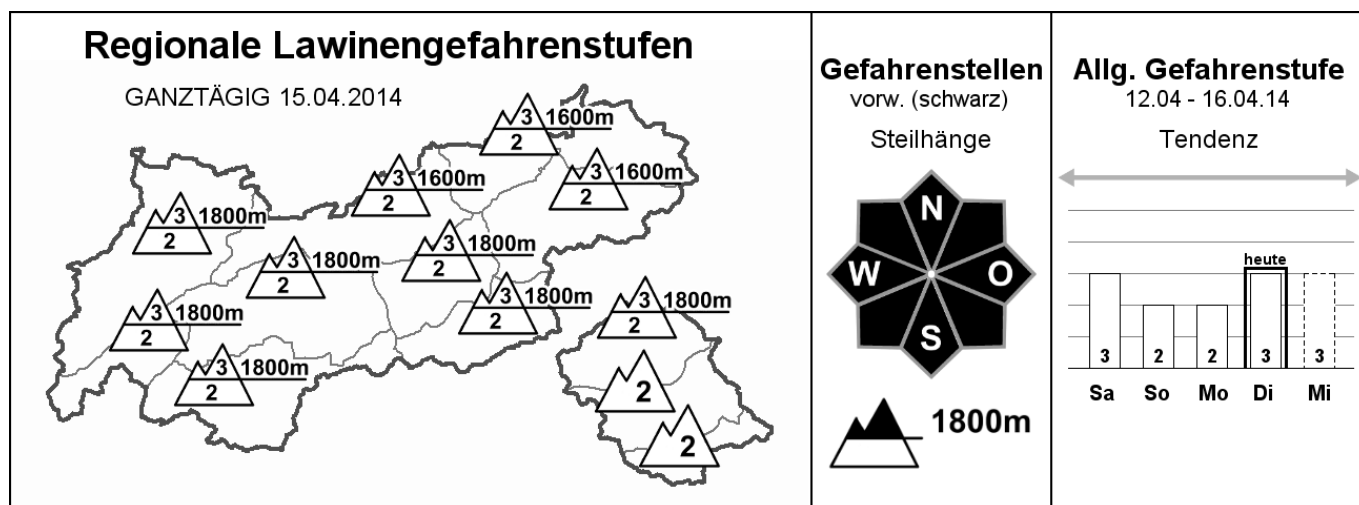 Regionale Lawinengefahrenstufen
GANZTÄGIG 15.04.2014
3 1600m
2
3 1600m
2
3 1600m
2
3 1800m
2
3 1800m
2
3 1800m
2
3 1800m
2
3 1800m
2
3 1800m
2
3 1800m
2
2
2
Gefahrenstellen
vorw. (schwarz)
Steilhänge
N
W O
S
1800m
Allg. Gefahrenstufe
12.04 - 16.04.14
Tendenz
heute
3 2 2 3 3
Sa So Mo Di Mi